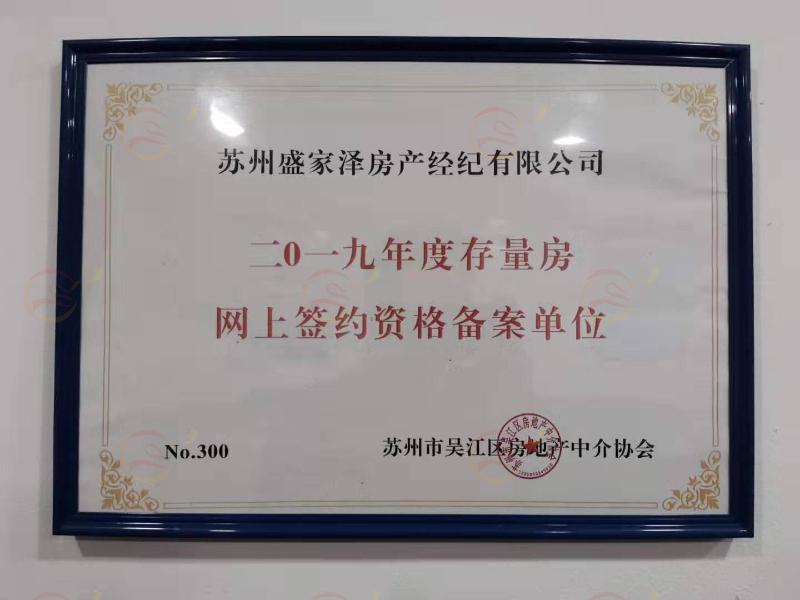 苏州盛家泽房产经纪有限公司
二0一九年度存量房
网上签约资格备案单位
No.300
苏州市吴江区房地产中介协会